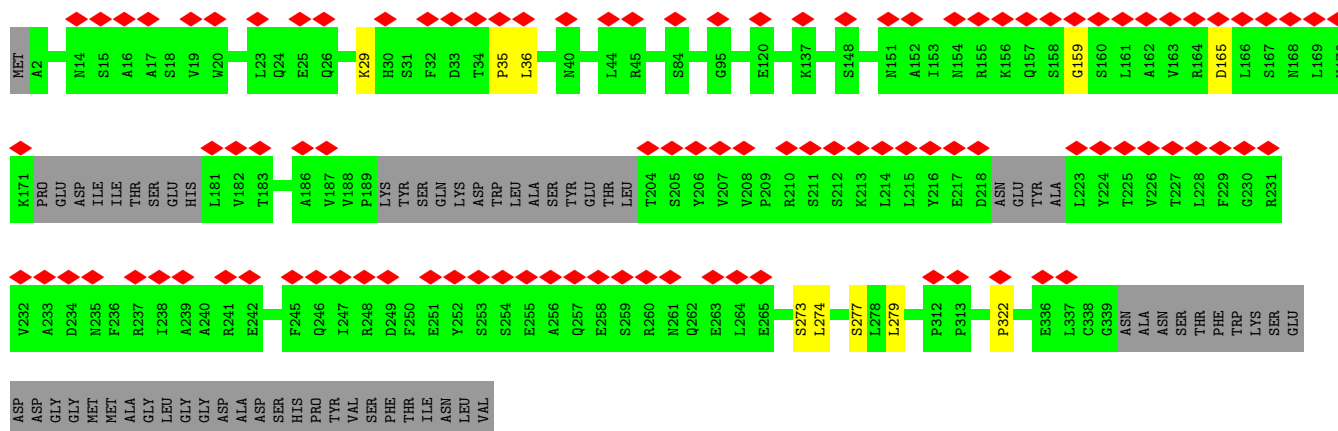 MET A2 N14 S15 A16 A17 S18 V19 W20 L23 Q24 E25 Q26 K29 H30 S31 F32 D33 T34 P35 L36 N40 L44 R45 S84 G95 E120 K137 S148 N151 A152 I153 N154 R155 K156 Q157 S158 G159 S160 L161 A162 V163 R164 D165 L166 S167 N168 L169
K171 PRO GLU ASP ILE ILE THR SER GLU HIS L181 V182 T183 A186 V187 V188 P189 LYS TYR SER GLN LYS ASP TRP LEU ALA SER TYR GLU THR LEU T204 S205 Y206 V207 V208 P209 R210 S211 S212 K213 L214 L215 Y216 E217 D218 ASN GLU TYR ALA L223 Y224 T225 V226 T227 L228 F229 G230 R231
V232 A233 D234 N235 F236 R237 I238 A239 A240 R241 E242 F245 Q246 I247 R248 D249 F250 E251 Y252 S253 S254 E255 A256 Q257 E258 S259 R260 N261 Q262 E263 L264 E265 S273 L274 S277 L278 L279 P312 P313 P322 E336 L337 C338 G339 ASN ALA ASN SER THR PHE TRP LYS SER GLU
ASP ASP GLY GLY MET MET ALA GLY LEU GLY GLY ASP ALA ASP SER HIS PRO TYR VAL SER PHE THR ILE ASN LEU VAL